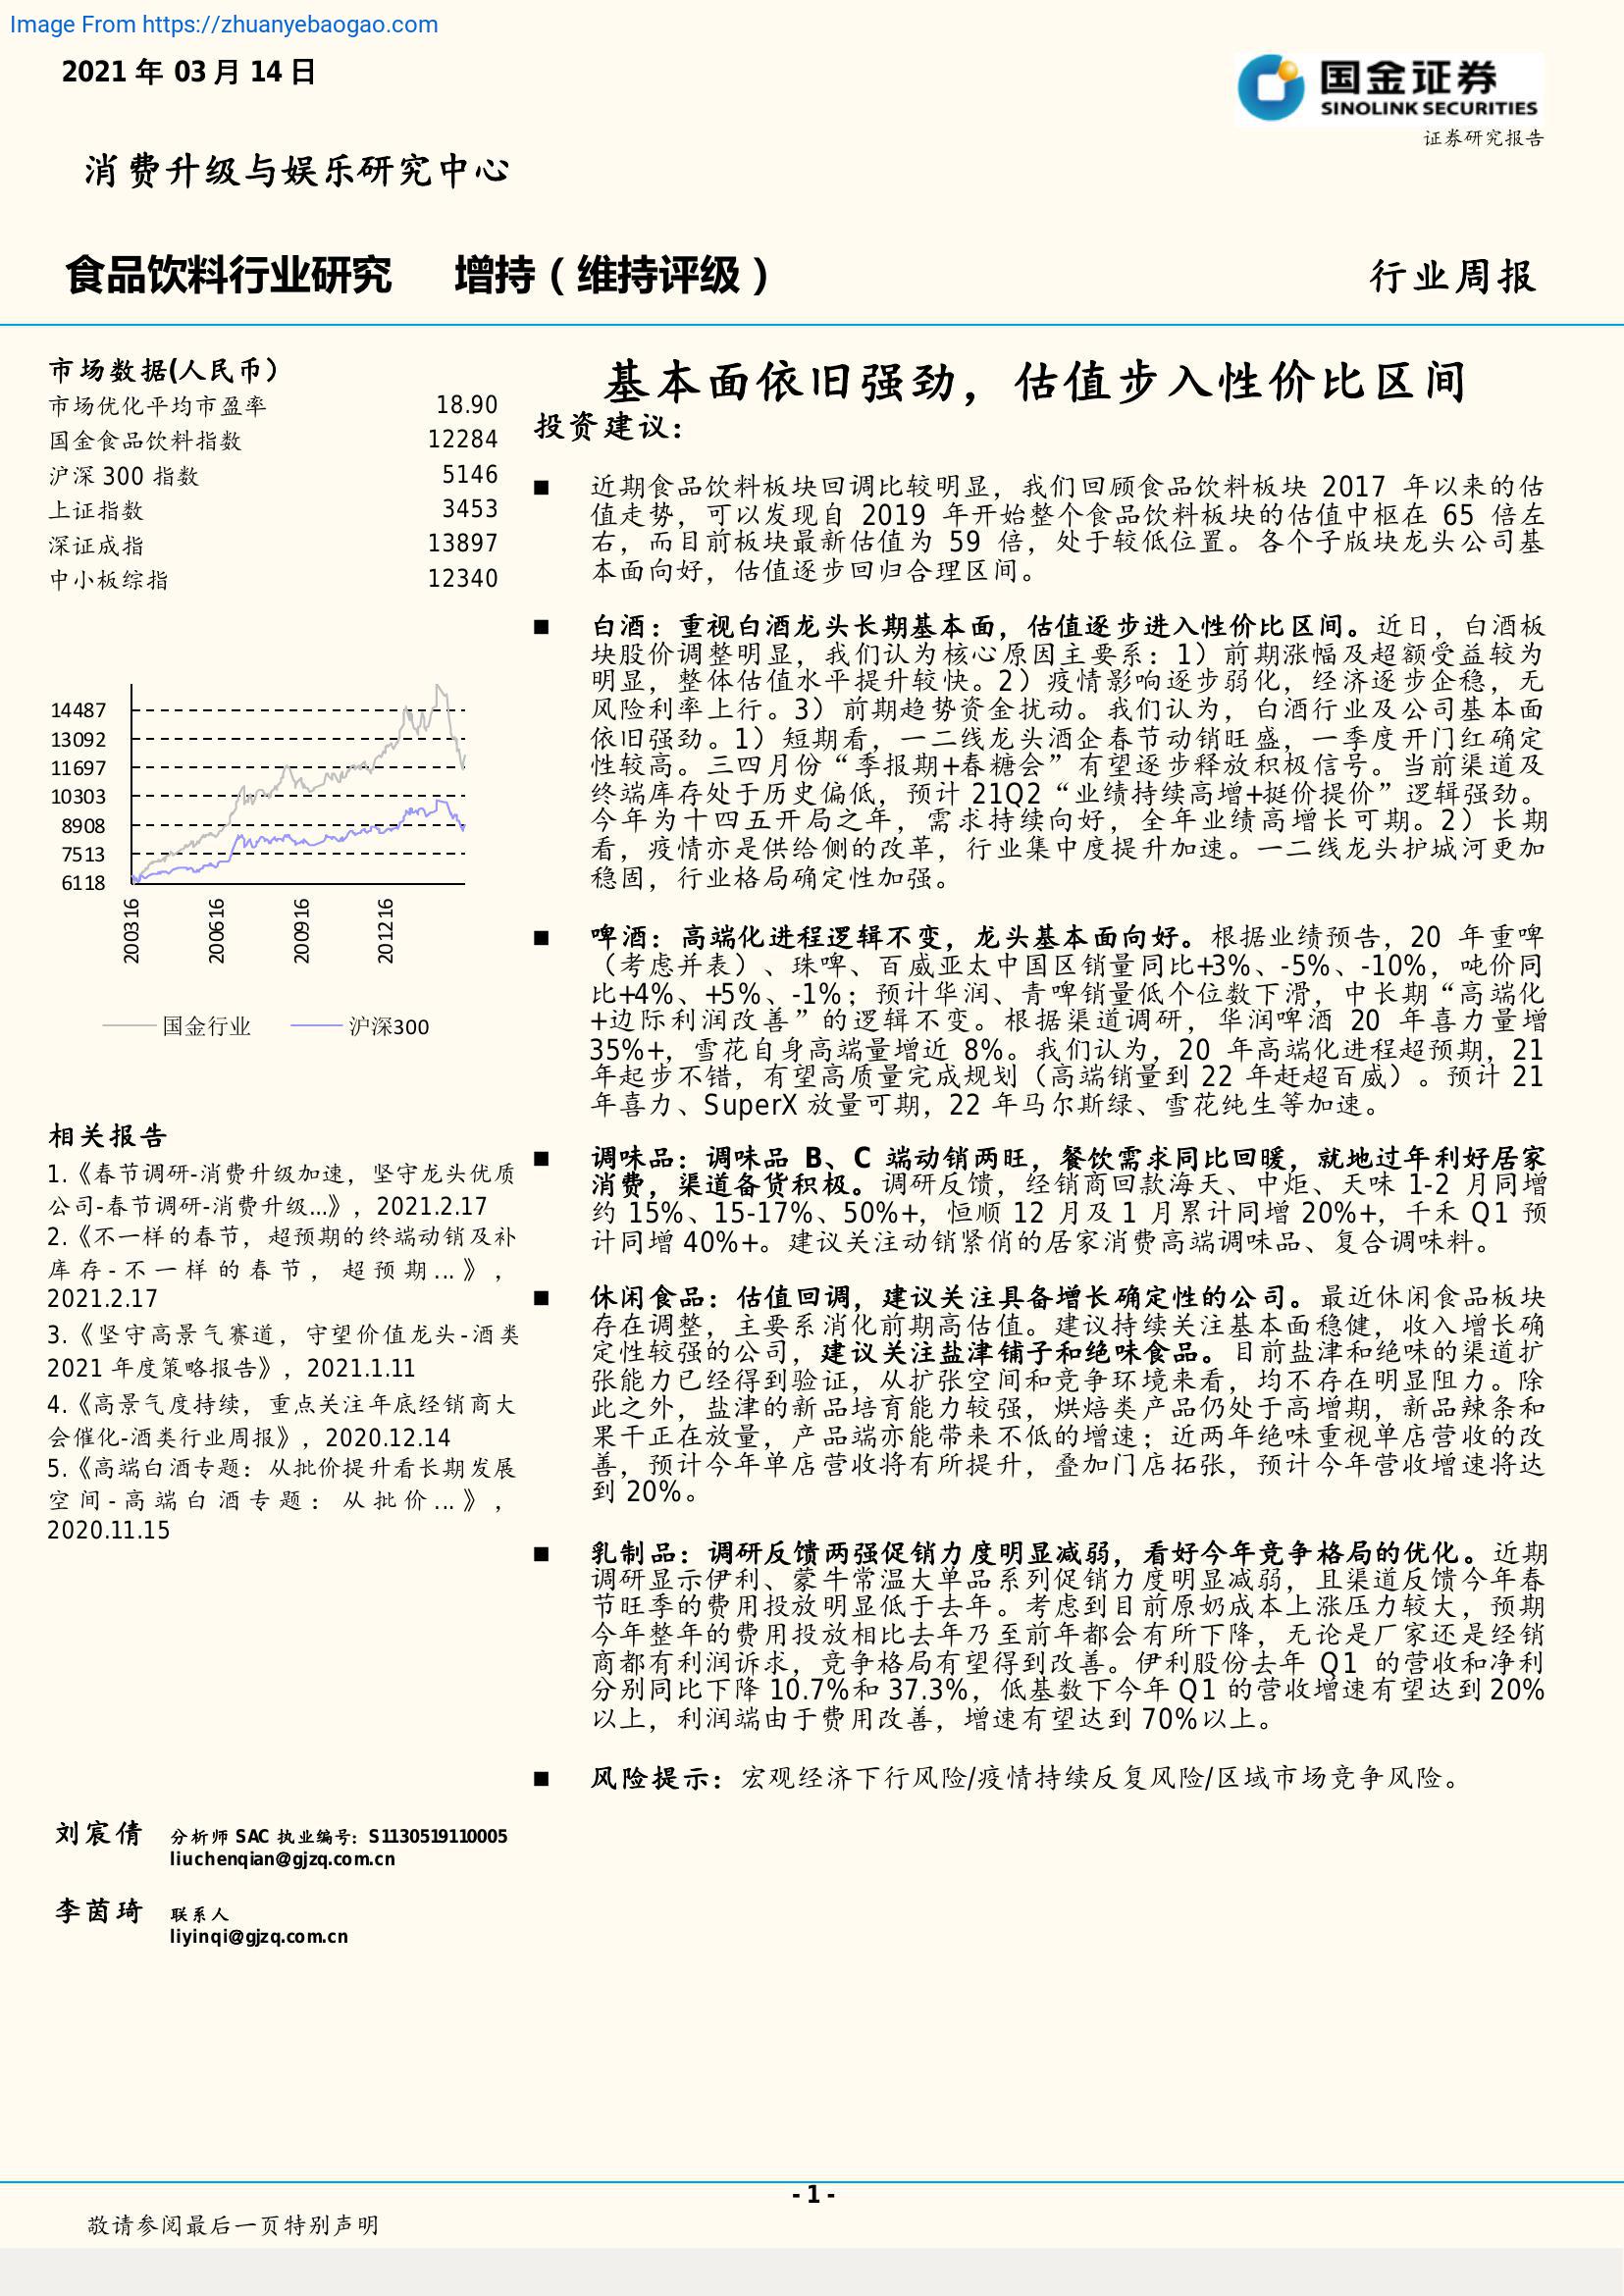 Image From https://zhuanyebaogao.com
2021 年 03 月 14 日
国金证券
SINOLINK SECURITIES
证券研究报告
消费升级与娱乐研究中心
食品饮料行业研究 增持（维持评级）
行业周报
市场数据(人民币）
市场优化平均市盈率 18.90
国金食品饮料指数 12284
沪深 300 指数 5146
上证指数 3453
深证成指 13897
中小板综指 12340
14487
13092
11697
10303
8908
7513
6118
200316
200616
200916
201216
国金行业 沪深300
相关报告
1.《春节调研-消费升级加速，坚守龙头优质
公司-春节调研-消费升级...》，2021.2.17
2.《不一样的春节，超预期的终端动销及补
库存-不一样的春节，超预期...》，
2021.2.17
3.《坚守高景气赛道，守望价值龙头-酒类
2021 年度策略报告》，2021.1.11
4.《高景气度持续，重点关注年底经销商大
会催化-酒类行业周报》，2020.12.14
5.《高端白酒专题：从批价提升看长期发展
空间-高端白酒专题：从批价...》，
2020.11.15
刘宸倩 分析师 SAC 执业编号：S1130519110005
liuchenqian@gjzq.com.cn
李茵琦 联系人
liyinqi@gjzq.com.cn
基本面依旧强劲，估值步入性价比区间
投资建议：
■ 近期食品饮料板块回调比较明显，我们回顾食品饮料板块 2017 年以来的估
值走势，可以发现自 2019 年开始整个食品饮料板块的估值中枢在 65 倍左
右，而目前板块最新估值为 59 倍，处于较低位置。各个子版块龙头公司基
本面向好，估值逐步回归合理区间。
■ 白酒：重视白酒龙头长期基本面，估值逐步进入性价比区间。近日，白酒板
块股价调整明显，我们认为核心原因主要系：1）前期涨幅及超额受益较为
明显，整体估值水平提升较快。2）疫情影响逐步弱化，经济逐步企稳，无
风险利率上行。3）前期趋势资金扰动。我们认为，白酒行业及公司基本面
依旧强劲。1）短期看，一二线龙头酒企春节动销旺盛，一季度开门红确定
性较高。三四月份“季报期+春糖会”有望逐步释放积极信号。当前渠道及
终端库存处于历史偏低，预计 21Q2“业绩持续高增+挺价提价”逻辑强劲。
今年为十四五开局之年，需求持续向好，全年业绩高增长可期。2）长期
看，疫情亦是供给侧的改革，行业集中度提升加速。一二线龙头护城河更加
稳固，行业格局确定性加强。
■ 啤酒：高端化进程逻辑不变，龙头基本面向好。根据业绩预告，20 年重啤
（考虑并表）、珠啤、百威亚太中国区销量同比+3%、-5%、-10%，吨价同
比+4%、+5%、-1%；预计华润、青啤销量低个位数下滑，中长期“高端化
+边际利润改善”的逻辑不变。根据渠道调研，华润啤酒 20 年喜力量增
35%+，雪花自身高端量增近 8%。我们认为，20 年高端化进程超预期，21
年起步不错，有望高质量完成规划（高端销量到 22 年赶超百威）。预计 21
年喜力、SuperX 放量可期，22 年马尔斯绿、雪花纯生等加速。
■ 调味品：调味品 B、C 端动销两旺，餐饮需求同比回暖，就地过年利好居家
消费，渠道备货积极。调研反馈，经销商回款海天、中炬、天味 1-2 月同增
约 15%、15-17%、50%+，恒顺 12 月及 1 月累计同增 20%+，千禾 Q1 预
计同增 40%+。建议关注动销紧俏的居家消费高端调味品、复合调味料。
■ 休闲食品：估值回调，建议关注具备增长确定性的公司。最近休闲食品板块
存在调整，主要系消化前期高估值。建议持续关注基本面稳健，收入增长确
定性较强的公司，建议关注盐津铺子和绝味食品。目前盐津和绝味的渠道扩
张能力已经得到验证，从扩张空间和竞争环境来看，均不存在明显阻力。除
此之外，盐津的新品培育能力较强，烘焙类产品仍处于高增期，新品辣条和
果干正在放量，产品端亦能带来不低的增速；近两年绝味重视单店营收的改
善，预计今年单店营收将有所提升，叠加门店拓张，预计今年营收增速将达
到 20%。
■ 乳制品：调研反馈两强促销力度明显减弱，看好今年竞争格局的优化。近期
调研显示伊利、蒙牛常温大单品系列促销力度明显减弱，且渠道反馈今年春
节旺季的费用投放明显低于去年。考虑到目前原奶成本上涨压力较大，预期
今年整年的费用投放相比去年乃至前年都会有所下降，无论是厂家还是经销
商都有利润诉求，竞争格局有望得到改善。伊利股份去年 Q1 的营收和净利
分别同比下降 10.7%和 37.3%，低基数下今年 Q1 的营收增速有望达到 20%
以上，利润端由于费用改善，增速有望达到 70%以上。
■ 风险提示：宏观经济下行风险/疫情持续反复风险/区域市场竞争风险。
- 1 -
敬请参阅最后一页特别声明